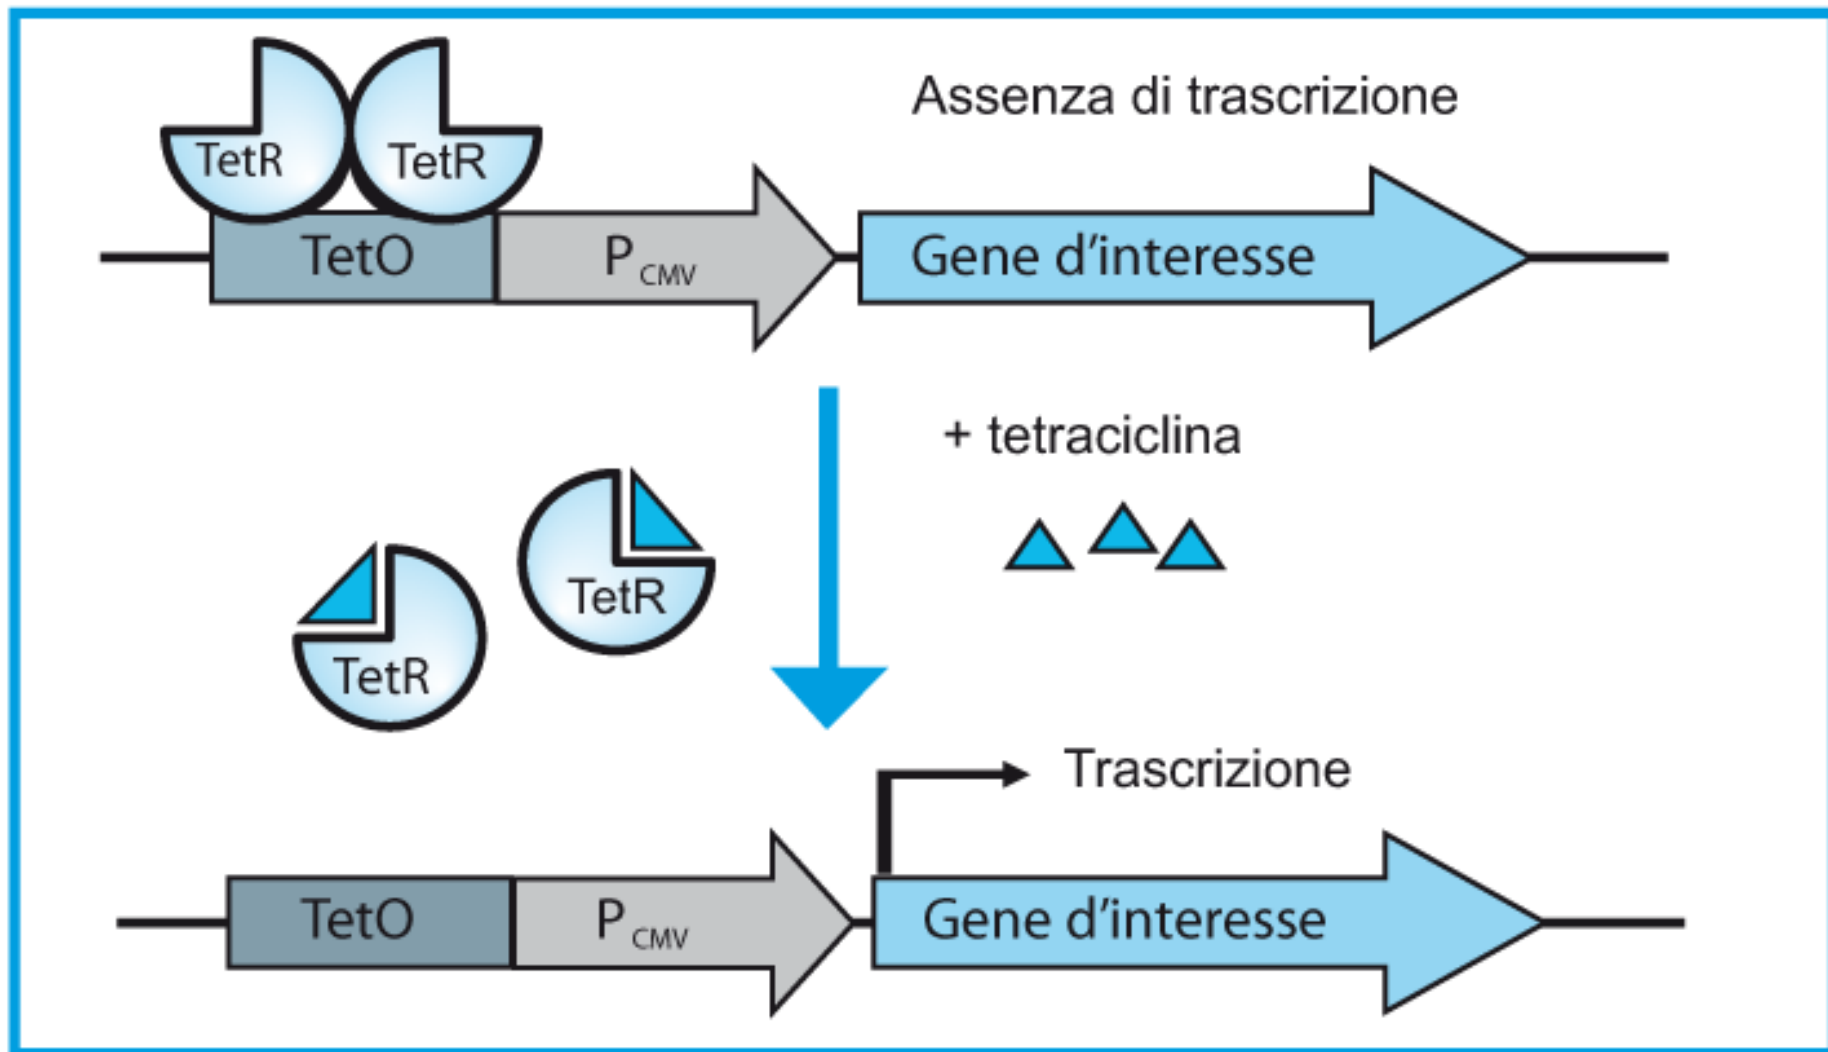 Assenza di trascrizione
TetR
TetR
TetO
P CMV
Gene d'interesse
+ tetraciclina
TetR
TetR
Trascrizione
TetO
P CMV
Gene d'interesse